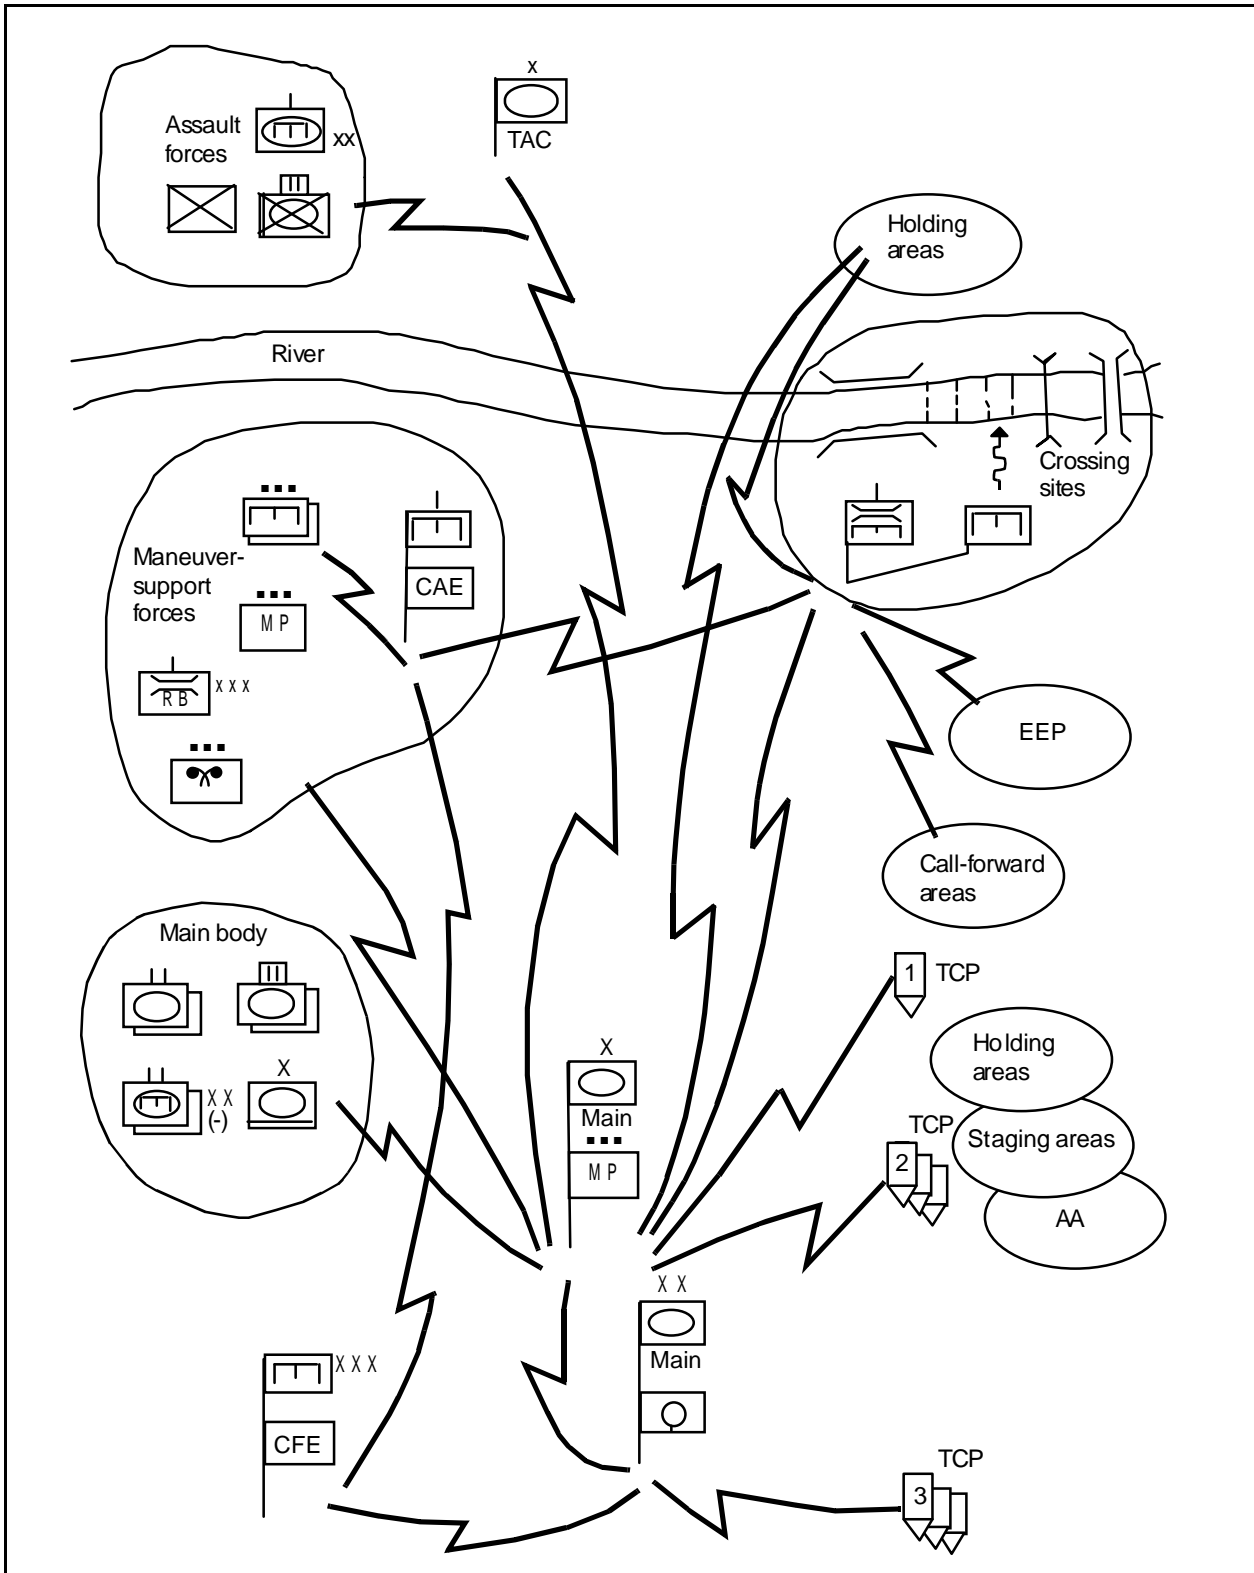 x
TAC
Assault
forces
xx
Holding
areas
River
Crossing
sites
Maneuver-
support
forces
CAE
M P
R B
x x x
EEP
Call-forward
areas
Main body
1
TCP
Holding
areas
X
X X
(-)
X
Main
M P
TCP
2
Staging areas
AA
X X
Main
X X X
CFE
TCP
3